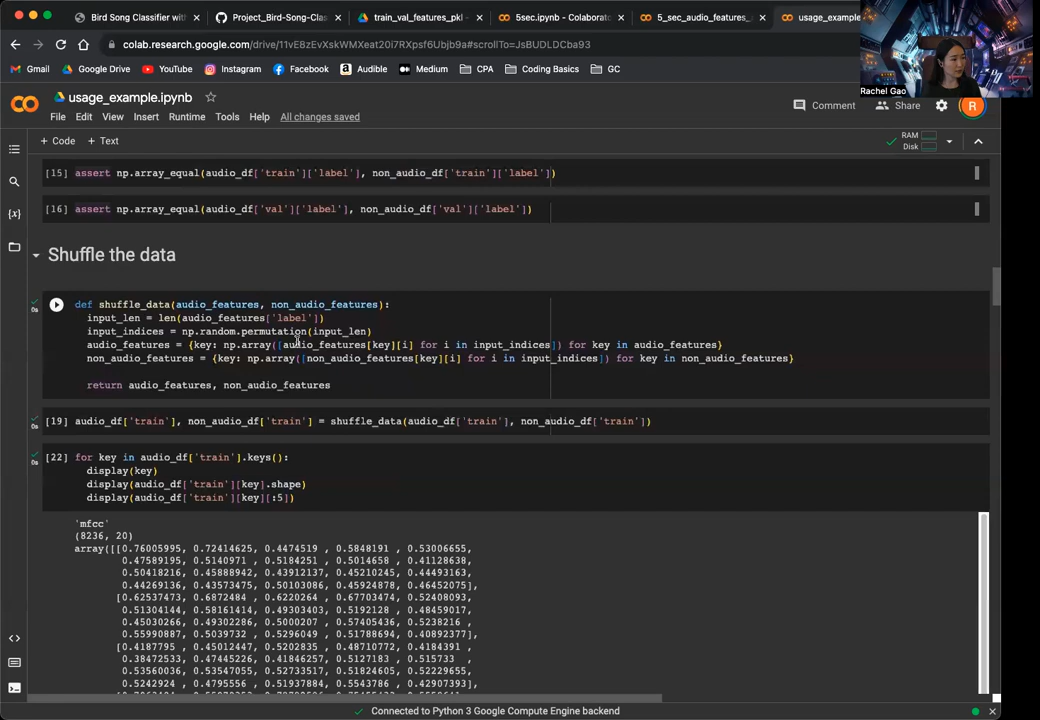 Bird Song Classifier with
Project_Bird-Song-Clas
train_val_features_pkl -
5sec.ipynb - Colaborato
5_sec_audio_features_
usage_example.ipyn
colab.research.google.com/drive/11vE8zEvXskWMXeat20i7RXpsf6Ubjb9a#scrollTo=JsBUDLDCba93
Gmail
Google Drive
YouTube
Instagram
Facebook
Audible
Medium
CPA
Coding Basics
GC
Rachel Gao
usage_example.ipynb
Comment
Share
R
File Edit View Insert Runtime Tools Help All changes saved
+ Code + Text
RAM
Disk
[15] assert np.array_equal(audio_df['train']['label'], non_audio_df['train']['label'])
[16] assert np.array_equal(audio_df['val']['label'], non_audio_df['val']['label'])
Shuffle the data
def shuffle_data(audio_features, non_audio_features):
input_len = len(audio_features['label'])
input_indices = np.random.permutation(input_len)
audio_features = {key: np.array([audio_features[key][i] for i in input_indices]) for key in audio_features}
non_audio_features = {key: np.array([non_audio_features[key][i] for i in input_indices]) for key in non_audio_features}
return audio_features, non_audio_features
[19] audio_df['train'], non_audio_df['train'] = shuffle_data(audio_df['train'], non_audio_df['train'])
[22] for key in audio_df['train'].keys():
display(key)
display(audio_df['train'][key].shape)
display(audio_df['train'][key][:5])
'mfcc'
(8236, 20)
array([[0.76005995, 0.72414625, 0.4474519 , 0.5848191 , 0.53006655,
0.47589195, 0.5140971 , 0.5184251 , 0.5014658 , 0.41128638,
0.50418216, 0.45888942, 0.43912137, 0.45210245, 0.44493163,
0.44269136, 0.43573475, 0.50103086, 0.45924878, 0.46452075],
[0.62537473, 0.6872484 , 0.6220264 , 0.67703474, 0.52408093,
0.51304144, 0.58161414, 0.49303403, 0.5192128 , 0.48459017,
0.45030266, 0.49302286, 0.5000207 , 0.57405436, 0.5238216 ,
0.55990887, 0.5039732 , 0.5296049 , 0.51788694, 0.40892377],
[0.4187795 , 0.45012447, 0.5202835 , 0.48710772, 0.4184391 ,
0.38472533, 0.47445226, 0.41846257, 0.5127183 , 0.515733 ,
0.53560036, 0.53547055, 0.52733517, 0.51824605, 0.52229655,
0.5242924 , 0.4795556 , 0.51937914, 0.5543786 , 0.42907393],
Connected to Python 3 Google Compute Engine backend